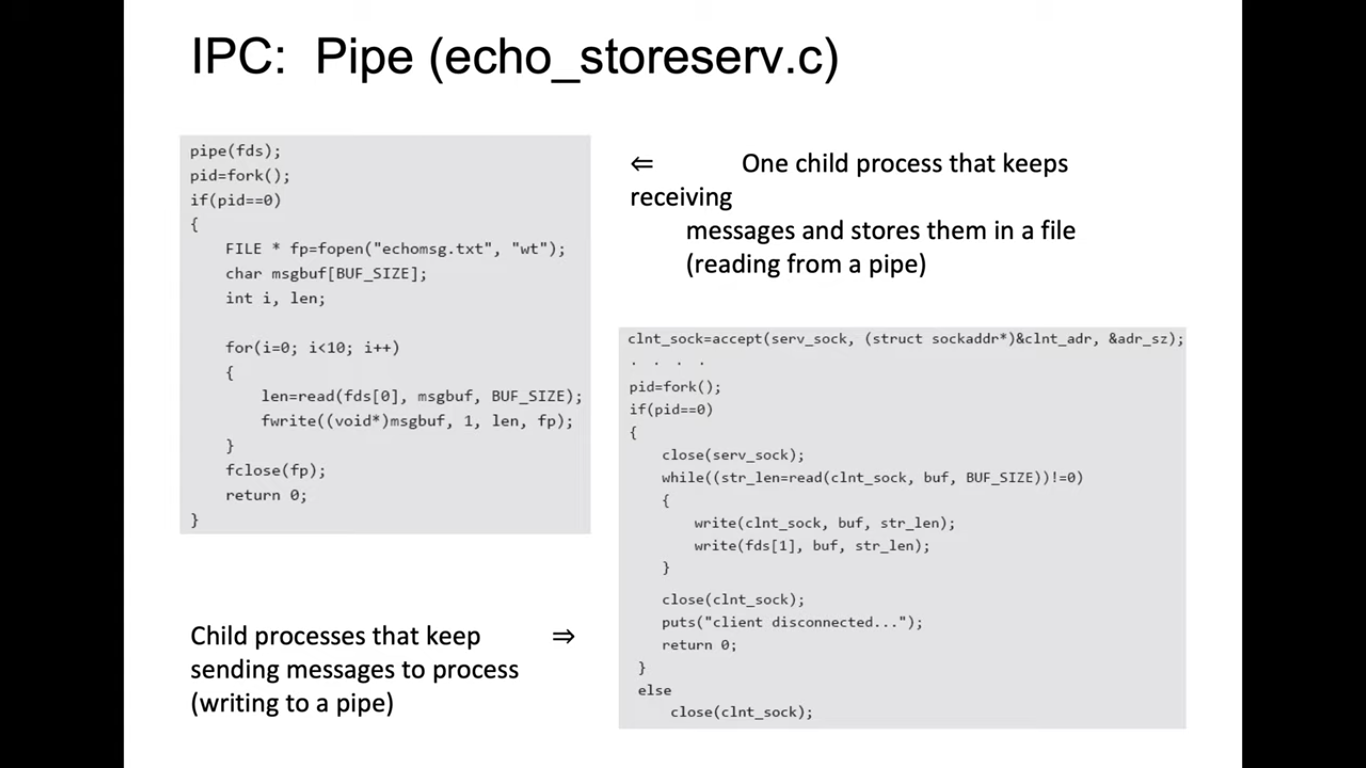 IPC:  Pipe (echo_storeserv.c)
pipe(fds);
pid=fork();
if(pid==0)
{
    FILE * fp=fopen("echomsg.txt", "wt");
    char msgbuf[BUF_SIZE];
    int i, len;
    for(i=0; i<10; i++)
    {
        len=read(fds[0], msgbuf, BUF_SIZE);
        fwrite((void*)msgbuf, 1, len, fp);
    }
    fclose(fp);
    return 0;
}
⇐ One child process that keeps
receiving
messages and stores them in a file
(reading from a pipe)
clnt_sock=accept(serv_sock, (struct sockaddr*)&clnt_adr, &adr_sz);
. . . .
pid=fork();
if(pid==0)
{
    close(serv_sock);
    while((str_len=read(clnt_sock, buf, BUF_SIZE))!=0)
    {
        write(clnt_sock, buf, str_len);
        write(fds[1], buf, str_len);
    }
    close(clnt_sock);
    puts("client disconnected...");
    return 0;
}
else
    close(clnt_sock);
Child processes that keep ⇒
sending messages to process
(writing to a pipe)